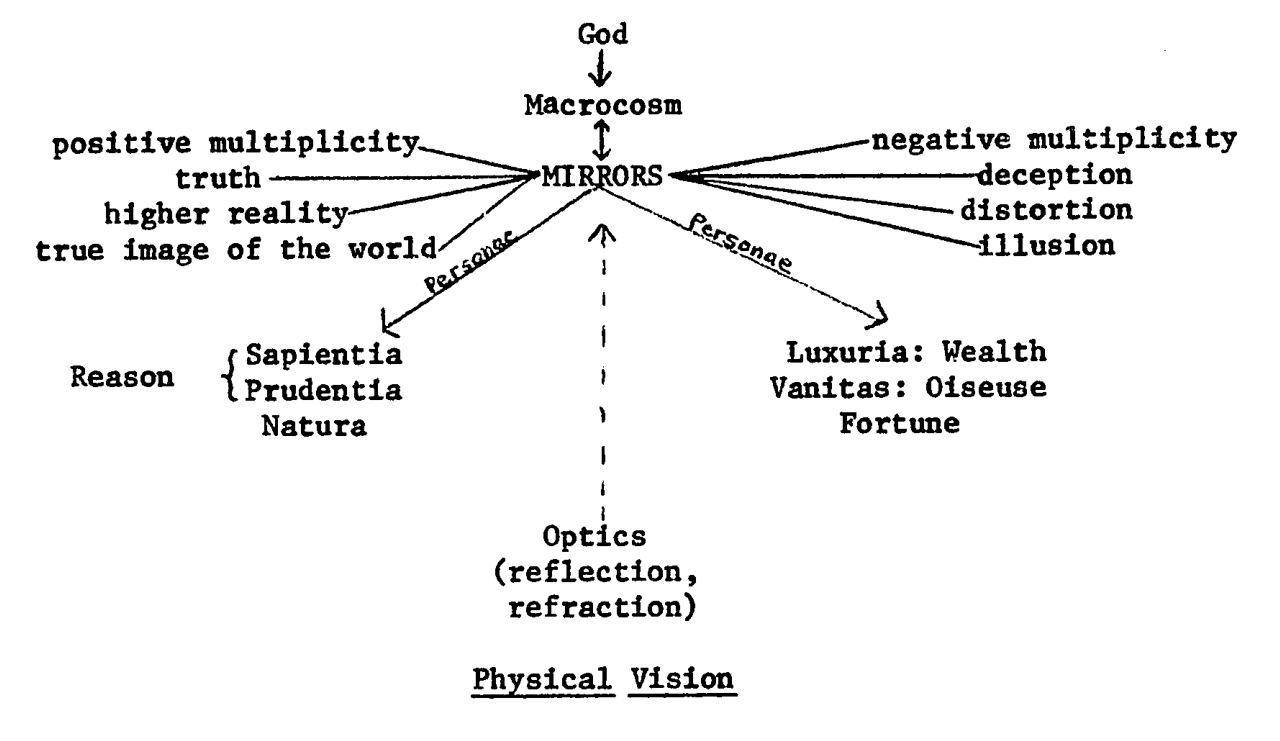 God
Macrocosm
positive multiplicity
negative multiplicity
truth
MIRRORS
deception
higher reality
distortion
true image of the world
illusion
Personae
Personae
Reason
Sapientia
Prudentia
Natura
Luxuria: Wealth
Vanitas: Oiseuse
Fortune
Optics
(reflection,
refraction)
Physical Vision